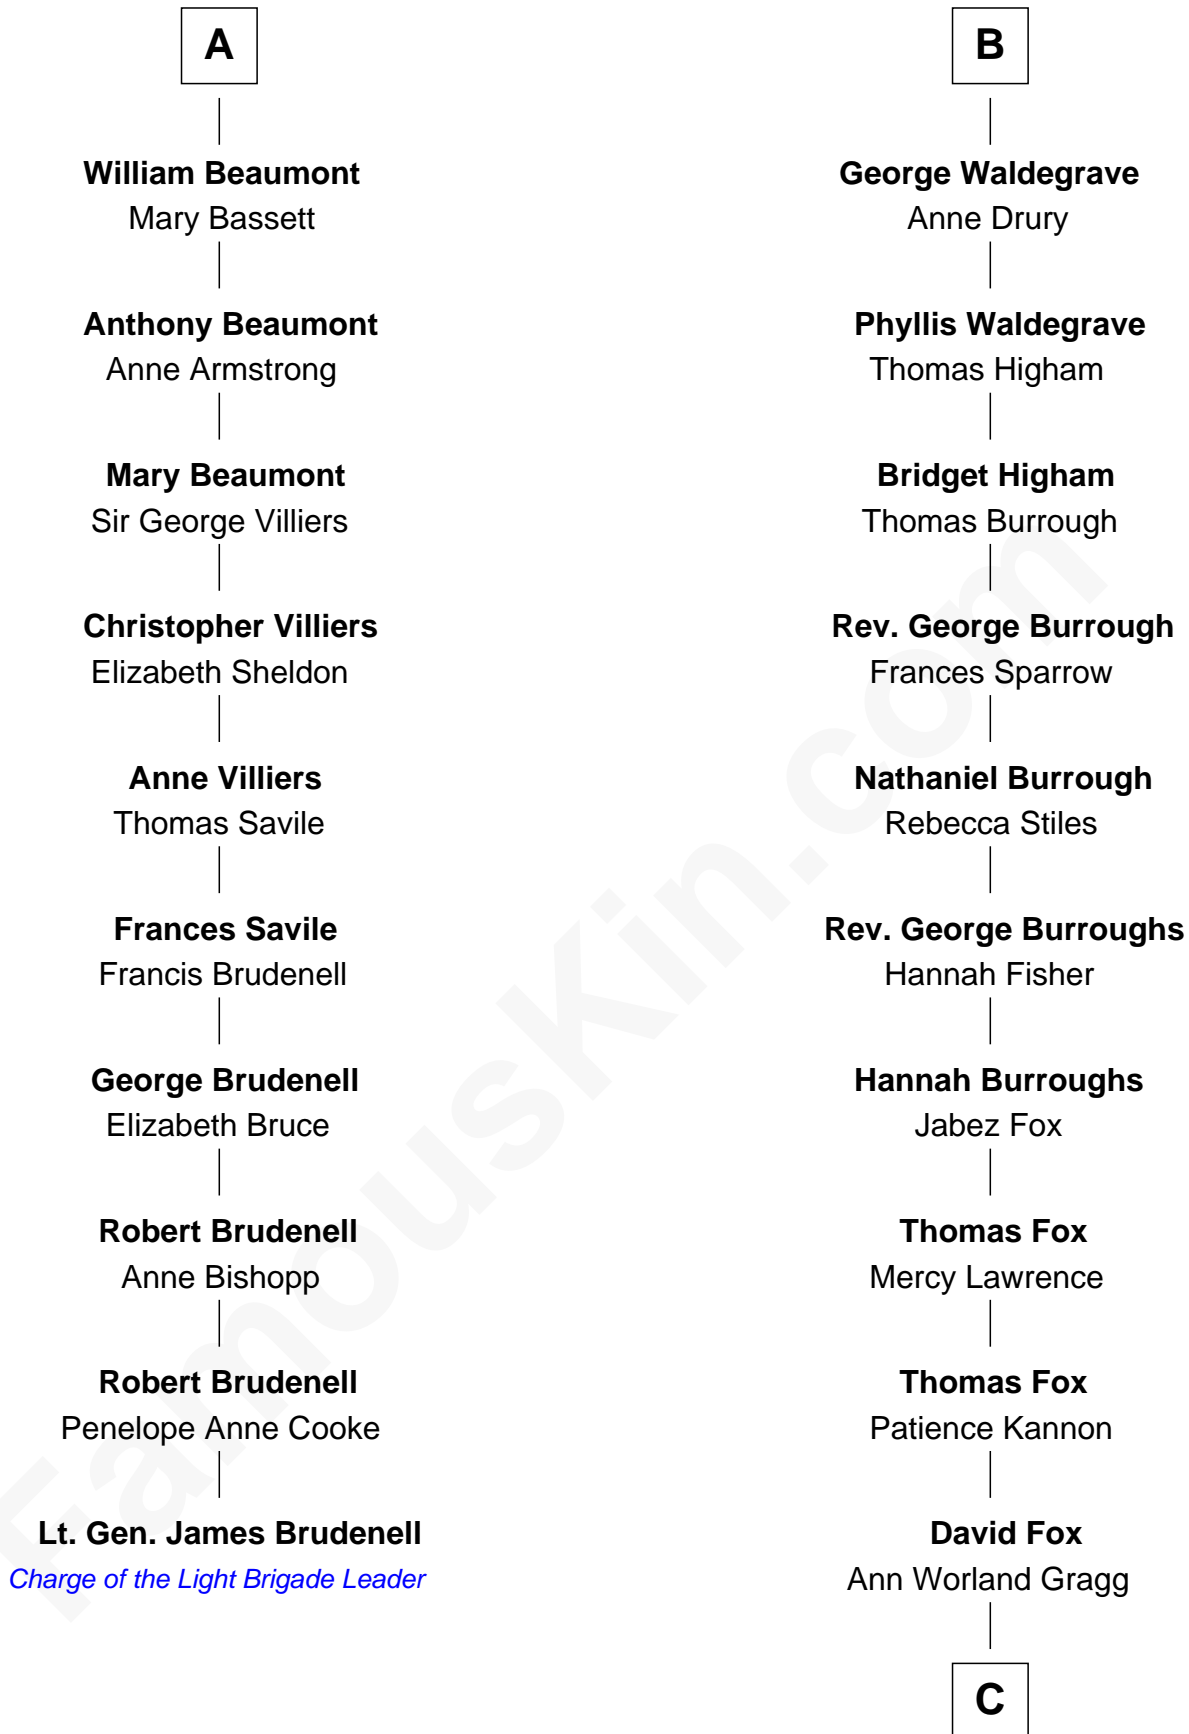 A
William Beaumont
Mary Bassett
Anthony Beaumont
Anne Armstrong
Mary Beaumont
Sir George Villiers
Christopher Villiers
Elizabeth Sheldon
Anne Villiers
Thomas Savile
Frances Savile
Francis Brudenell
George Brudenell
Elizabeth Bruce
Robert Brudenell
Anne Bishopp
Robert Brudenell
Penelope Anne Cooke
Lt. Gen. James Brudenell
Charge of the Light Brigade Leader
B
George Waldegrave
Anne Drury
Phyllis Waldegrave
Thomas Higham
Bridget Higham
Thomas Burrough
Rev. George Burrough
Frances Sparrow
Nathaniel Burrough
Rebecca Stiles
Rev. George Burroughs
Hannah Fisher
Hannah Burroughs
Jabez Fox
Thomas Fox
Mercy Lawrence
Thomas Fox
Patience Kannon
David Fox
Ann Worland Gragg
C
FamousKin.com